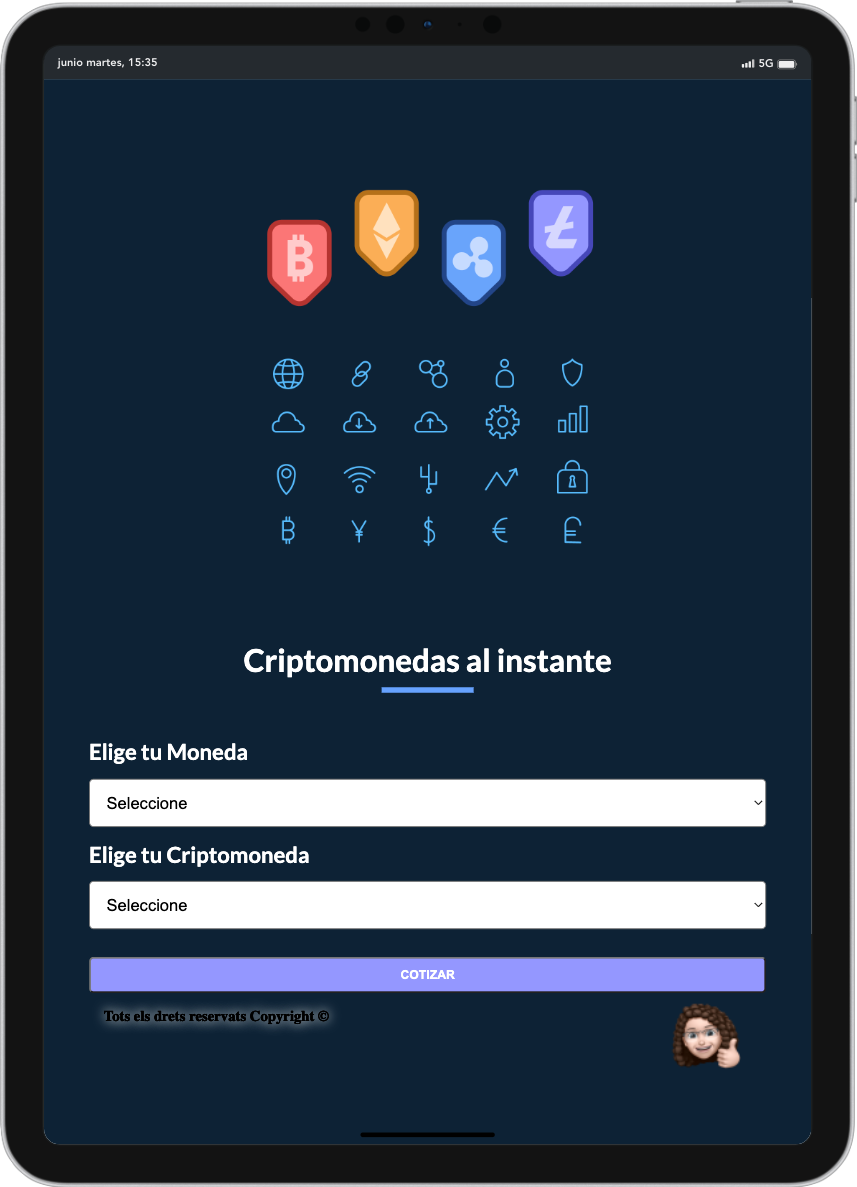 junio martes, 15:35
5G
Criptomonedas al instante
Elige tu Moneda
Seleccione
Elige tu Criptomoneda
Seleccione
COTIZAR
Tots els drets reservats Copyright ©